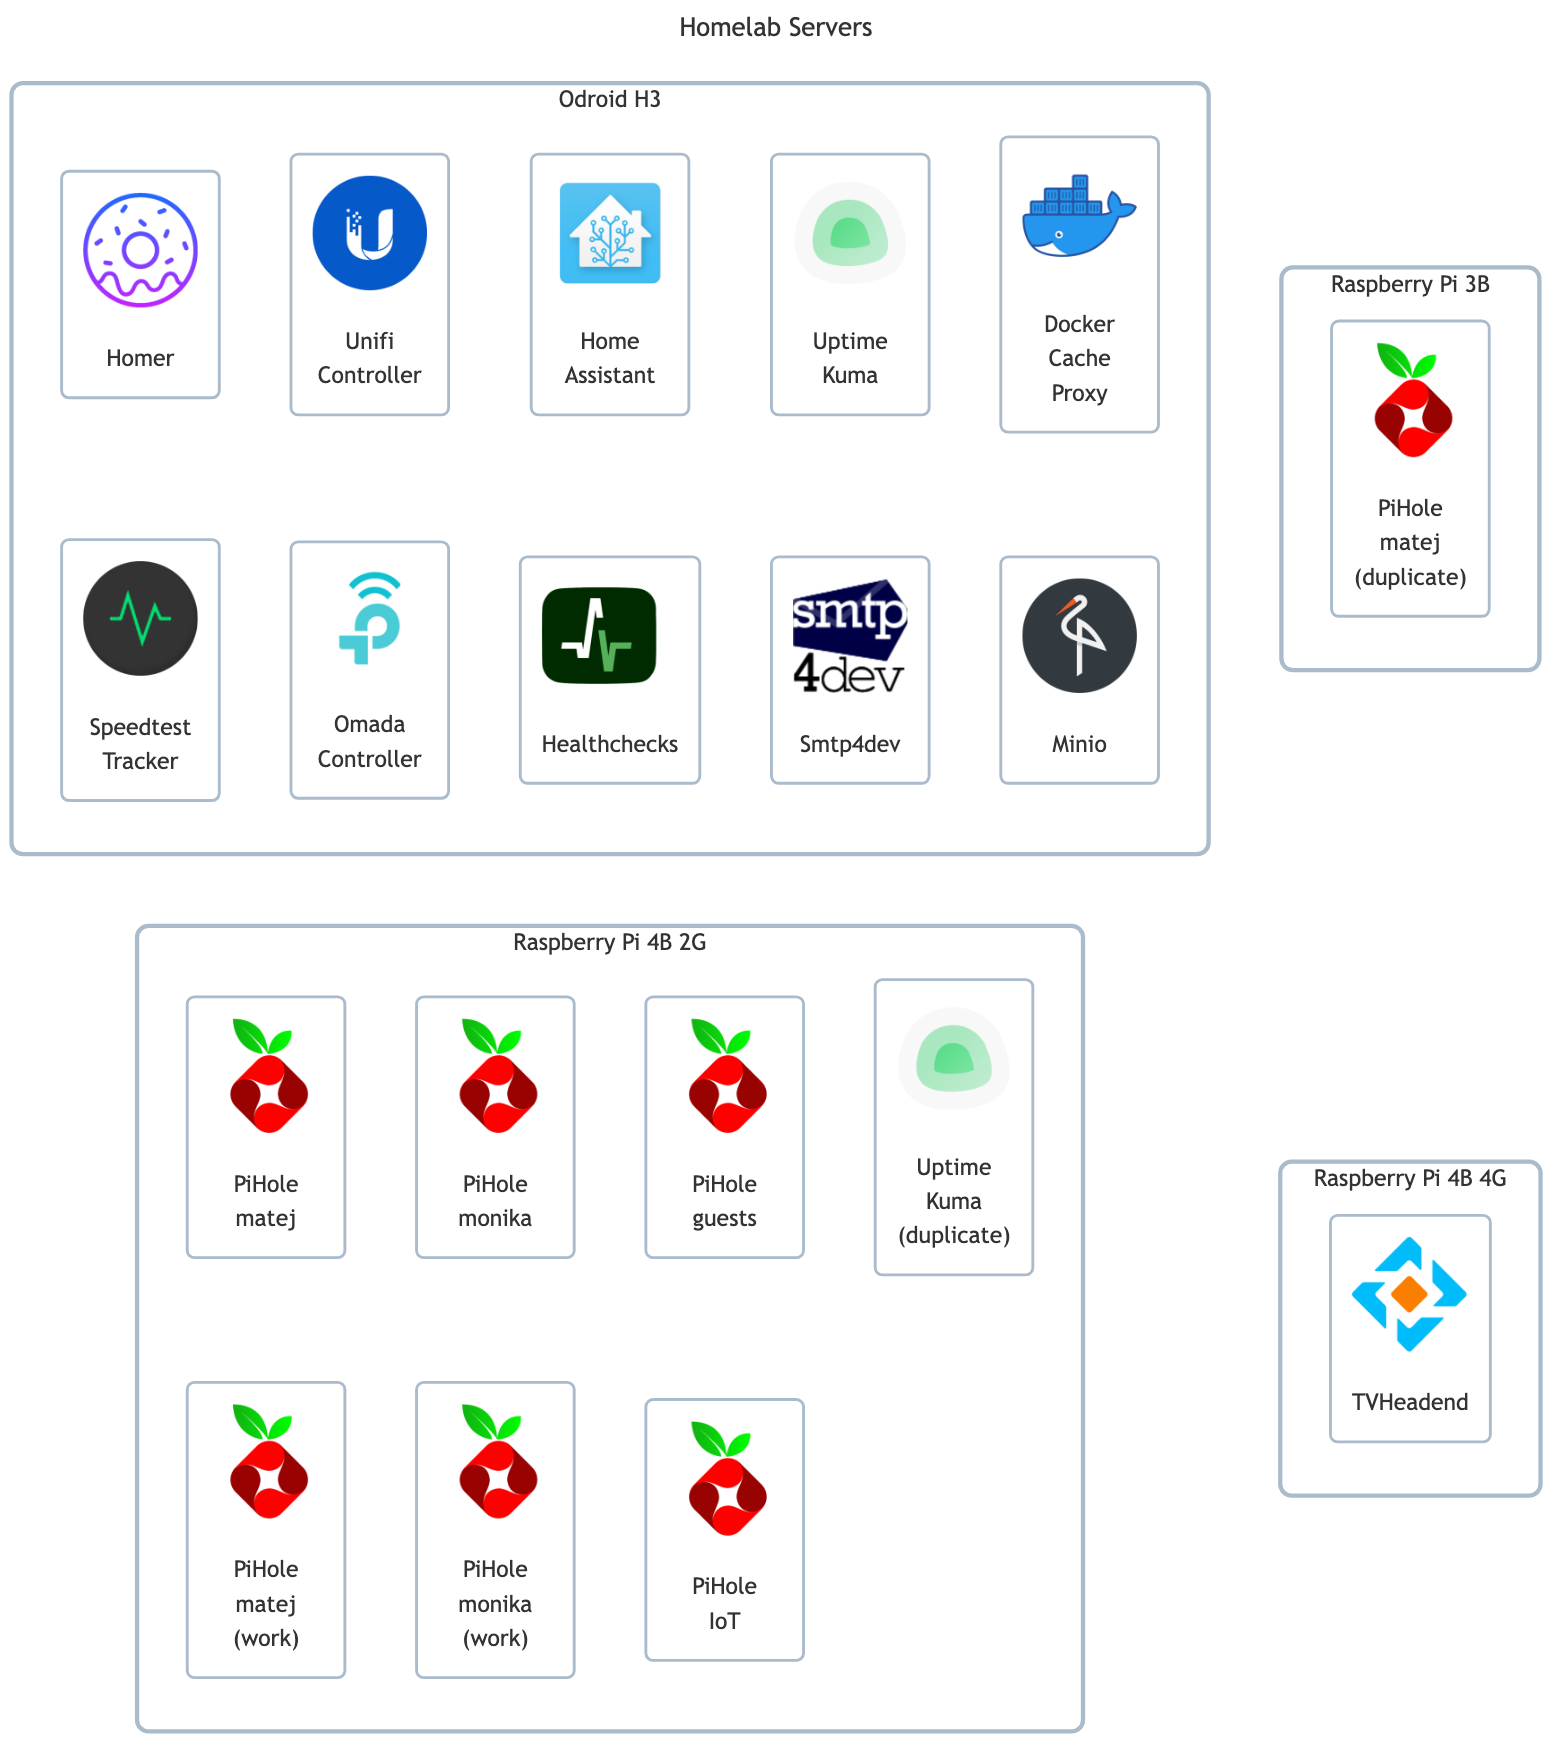 Homelab Servers
Odroid H3
Homer
Unifi
Controller
Home
Assistant
Uptime
Kuma
Docker
Cache
Proxy
Speedtest
Tracker
Omada
Controller
Healthchecks
smtp
4dev
Smtp4dev
Minio
Raspberry Pi 3B
PiHole
matej
(duplicate)
Raspberry Pi 4B 2G
PiHole
matej
PiHole
monika
PiHole
guests
Uptime
Kuma
(duplicate)
PiHole
matej
(work)
PiHole
monika
(work)
PiHole
IoT
Raspberry Pi 4B 4G
TVHeadend